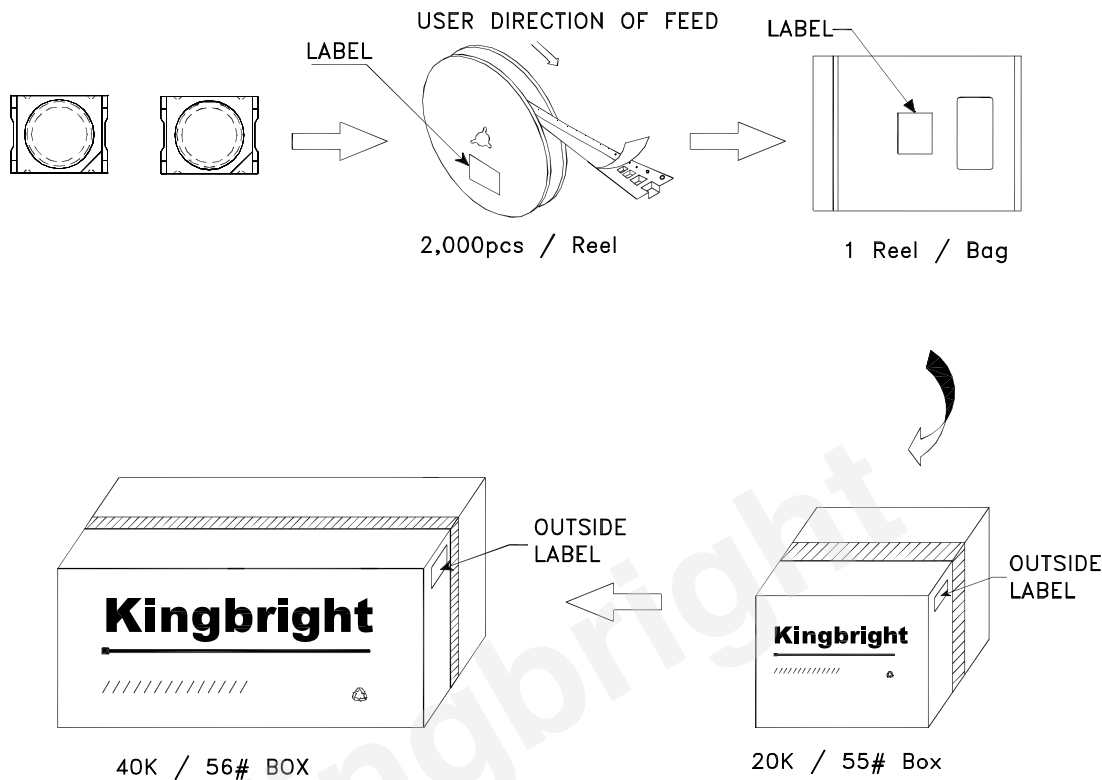 USER DIRECTION OF FEED
LABEL
LABEL
2,000pcs / Reel
1 Reel / Bag
OUTSIDE
LABEL
OUTSIDE
LABEL
Kingbright
Kingbright
40K / 56# BOX
20K / 55# Box
Kingbright